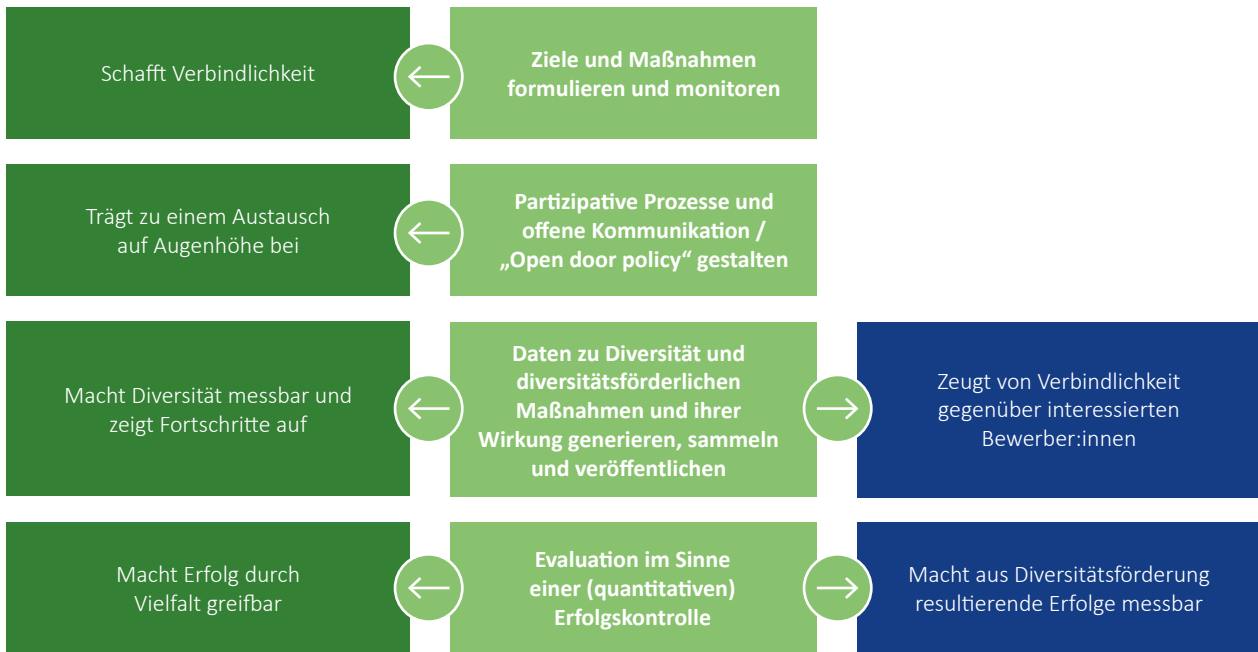 Schafft Verbindlichkeit
Ziele und Maßnahmen
formulieren und monitoren
Trägt zu einem Austausch
auf Augenhöhe bei
Partizipative Prozesse und
offene Kommunikation /
„Open door policy“ gestalten
Macht Diversität messbar und
zeigt Fortschritte auf
Daten zu Diversität und
diversitätsförderlichen
Maßnahmen und ihrer
Wirkung generieren, sammeln
und veröffentlichen
Zeugt von Verbindlichkeit
gegenüber interessierten
Bewerber:innen
Macht Erfolg durch
Vielfalt greifbar
Evaluation im Sinne
einer (quantitativen)
Erfolgskontrolle
Macht aus Diversitätsförderung
resultierende Erfolge messbar